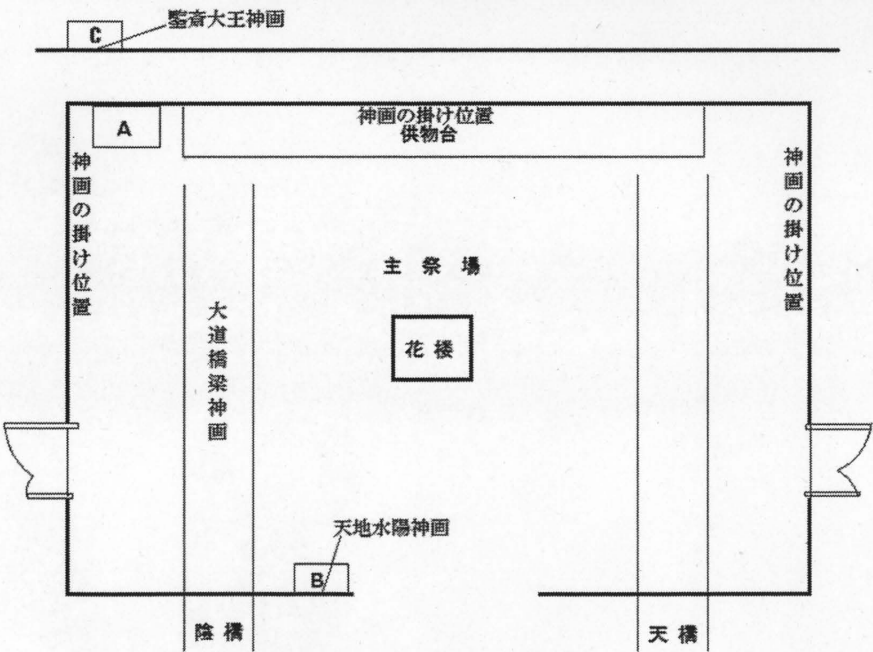 監斎大王神画
C
A
神画の掛け位置
供物台
神画の掛け位置
神画の掛け位置
主祭場
花楼
大道橋梁神画
天地水陽神画
B
陰橋
天橋